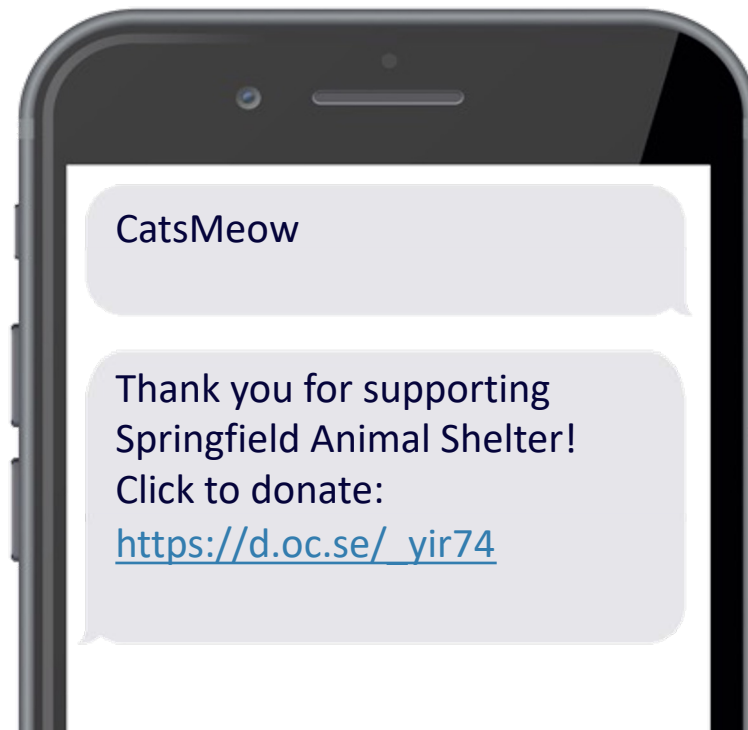 CatsMeow
Thank you for supporting
Springfield Animal Shelter!
Click to donate:
https://d.oc.se/_yir74